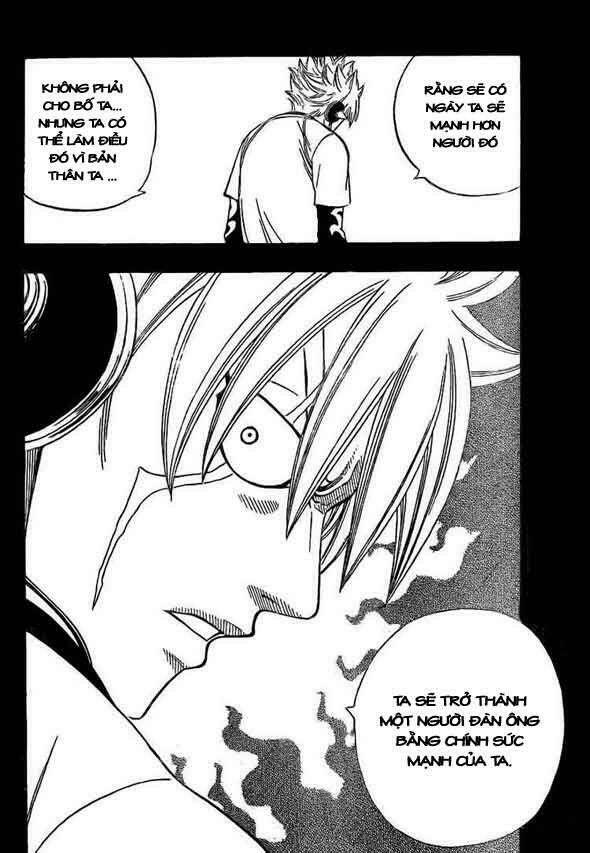 RẰNG SẼ CÓ
NGÀY TA SẼ
MẠNH HƠN
NGƯỜI ĐÓ
KHÔNG PHẢI
CHO BỐ TA...
NHƯNG TA CÓ
THỂ LÀM ĐIỀU
ĐÓ VÌ BẢN
THÂN TA ...
TA SẼ TRỞ THÀNH
MỘT NGƯỜI ĐÀN ÔNG
BẰNG CHÍNH SỨC
MẠNH CỦA TA.